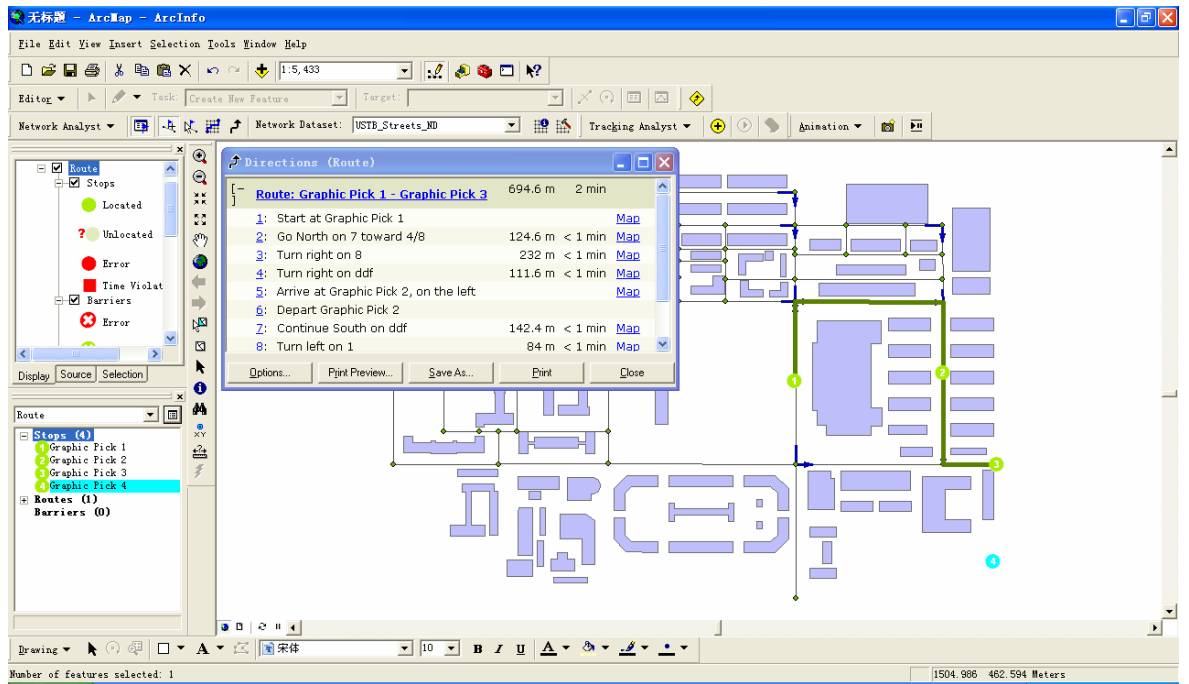 无标题 - ArcMap - ArcInfo
File Edit View Insert Selection Tools Window Help
1:5,433
Editor Task: Create New Feature Target:
Network Analyst Network Dataset: USTB_Streets_ND Tracking Analyst Animation
Route
Stops
Located
? Unlocated
Error
Time Violat
Barriers
Error
Display Source Selection
Route
Stops (4)
1 Graphic Pick 1
2 Graphic Pick 2
3 Graphic Pick 3
4 Graphic Pick 4
Routes (1)
Barriers (0)
XY
Directions (Route)
[-] Route: Graphic Pick 1 - Graphic Pick 3 694.6 m 2 min
1: Start at Graphic Pick 1 Map
2: Go North on 7 toward 4/8 124.6 m < 1 min Map
3: Turn right on 8 232 m < 1 min Map
4: Turn right on ddf 111.6 m < 1 min Map
5: Arrive at Graphic Pick 2, on the left Map
6: Depart Graphic Pick 2
7: Continue South on ddf 142.4 m < 1 min Map
8: Turn left on 1 84 m < 1 min Map
Options... Print Preview... Save As... Print Close
1
2
3
4
Drawing A 宋体 10 B I U A
Number of features selected: 1 1504.986 462.594 Meters